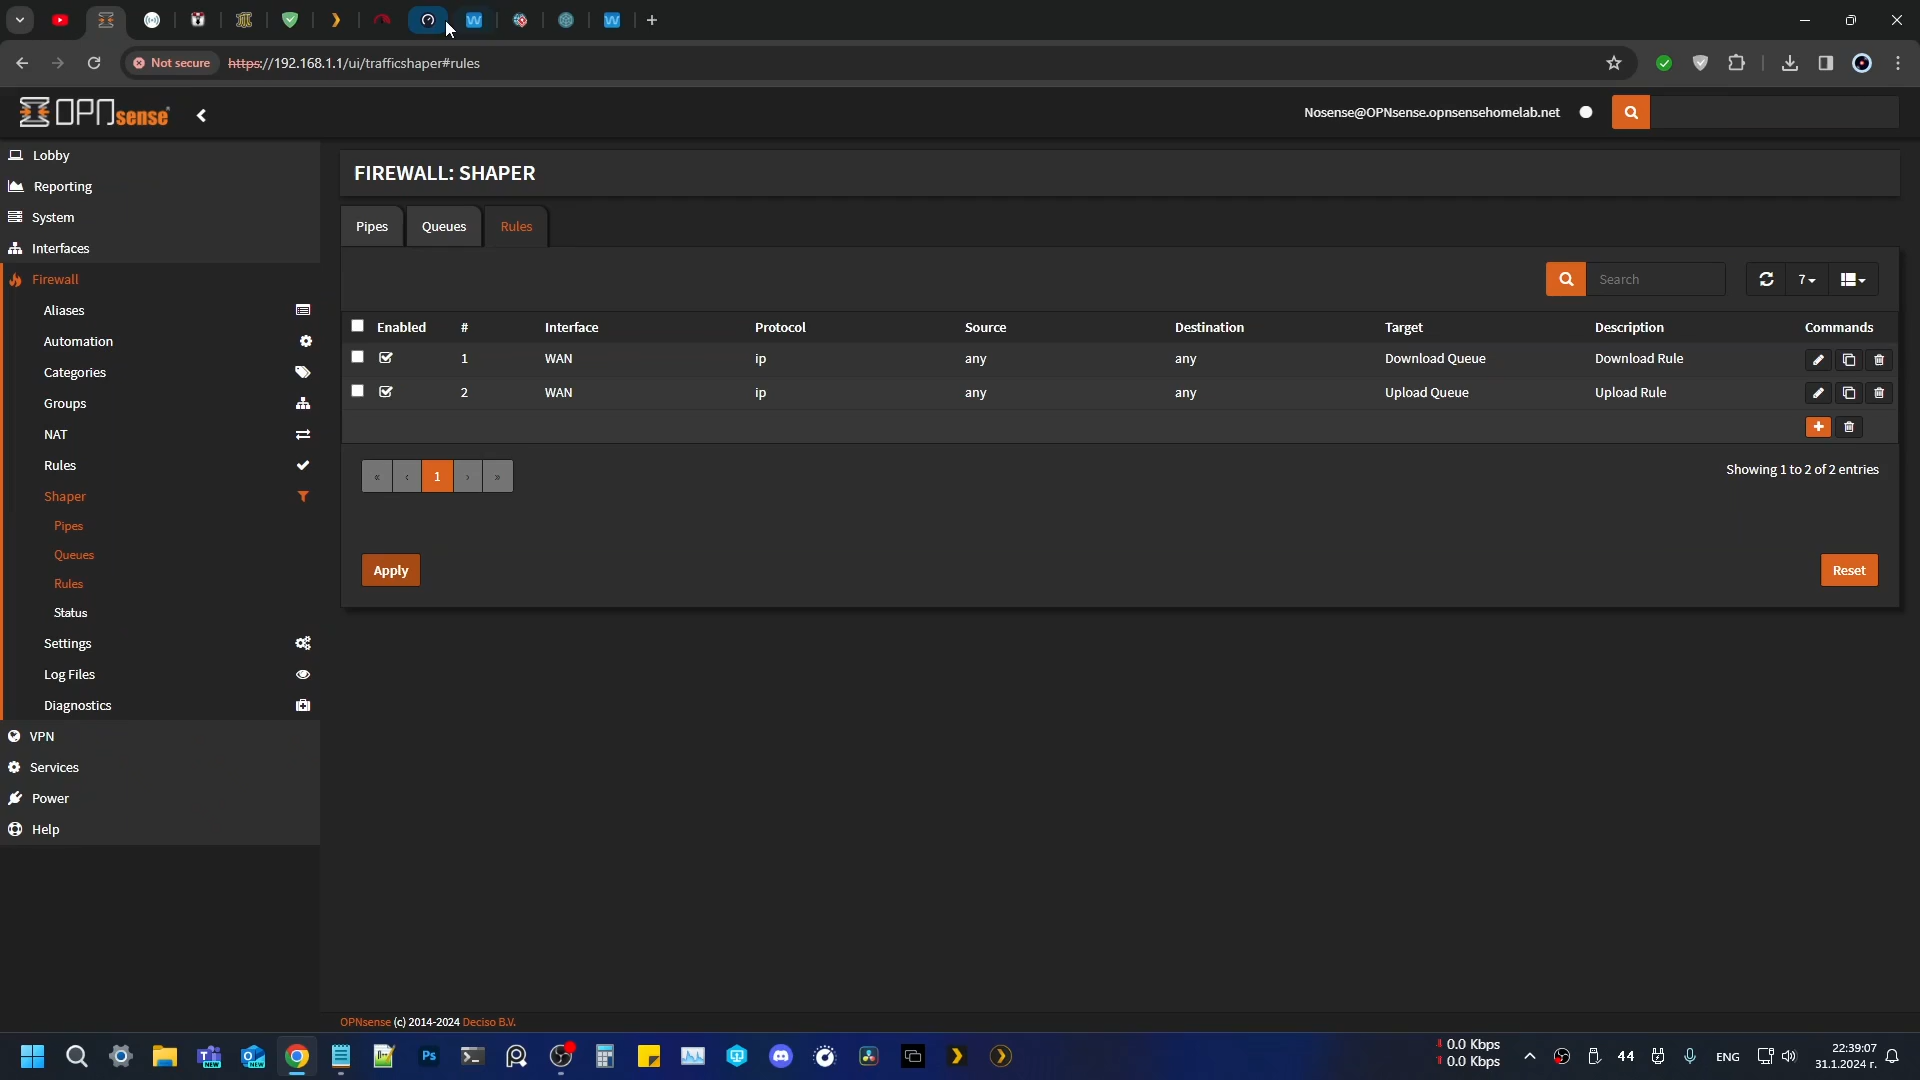 Not secure
https://192.168.1.1/ui/trafficshaper#rules
OPNsense
Nosense@OPNsense.opnsensehomelab.net
Lobby
Reporting
System
Interfaces
Firewall
Aliases
Automation
Categories
Groups
NAT
Rules
Shaper
Pipes
Queues
Rules
Status
Settings
Log Files
Diagnostics
VPN
Services
Power
Help
FIREWALL: SHAPER
Pipes Queues Rules
Search 7
Enabled # Interface Protocol Source Destination Target Description Commands
1 WAN ip any any Download Queue Download Rule
2 WAN ip any any Upload Queue Upload Rule
« ‹ 1 › »
Showing 1 to 2 of 2 entries
Apply Reset
OPNsense (c) 2014-2024 Deciso B.V.
NEW
NEW
Ps
0.0 Kbps
0.0 Kbps
44
ENG
22:39:07
31.1.2024 г.